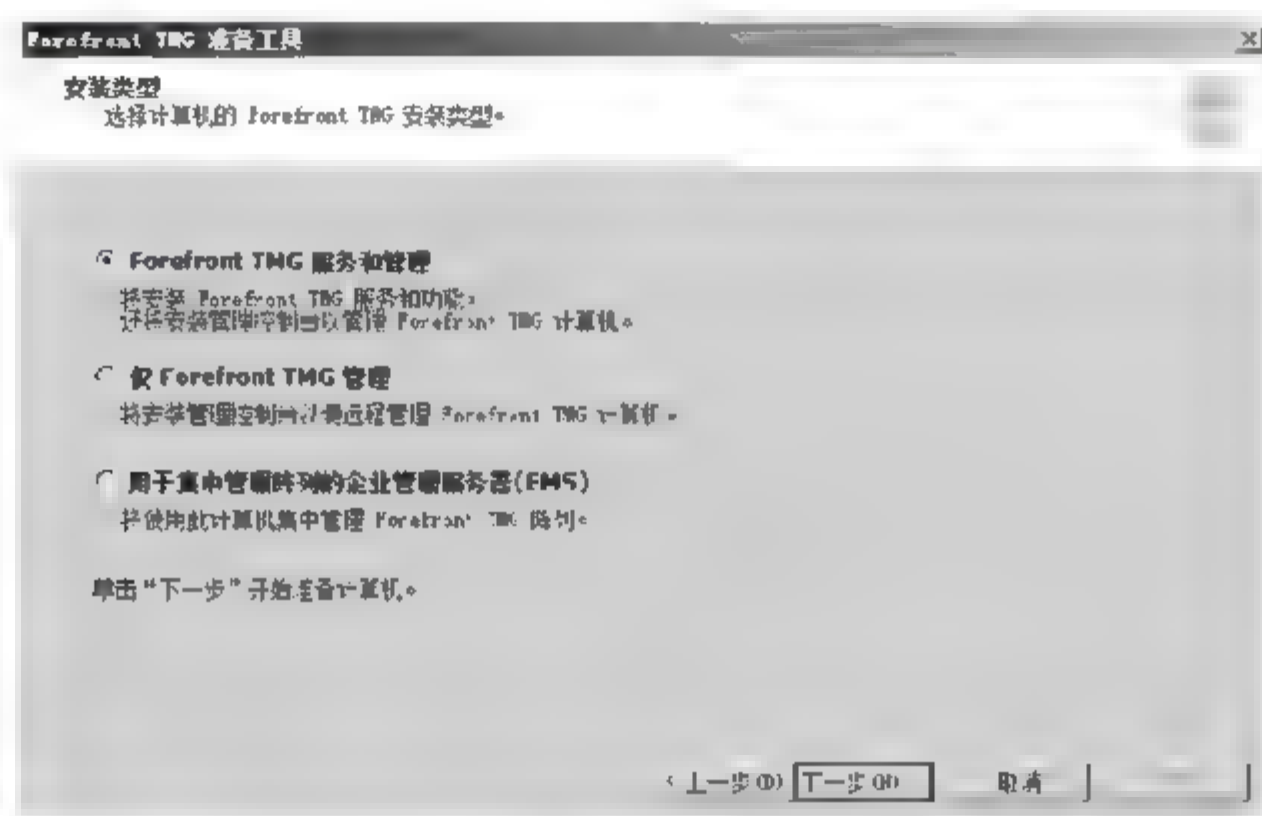 Forefront TMG 准备工具
安装类型
选择计算机的 Forefront TMG 安装类型。
Forefront TMG 服务和管理
将安装 Forefront TMG 服务和功能。
还将安装管理控制台以管理 Forefront TMG 计算机。
仅 Forefront TMG 管理
将安装管理控制台以便远程管理 Forefront TMG 计算机。
用于集中管理阵列的企业管理服务器(EMS)
将使用此计算机集中管理 Forefront TMG 阵列。
单击“下一步”开始准备计算机。
< 上一步 下一步 取消